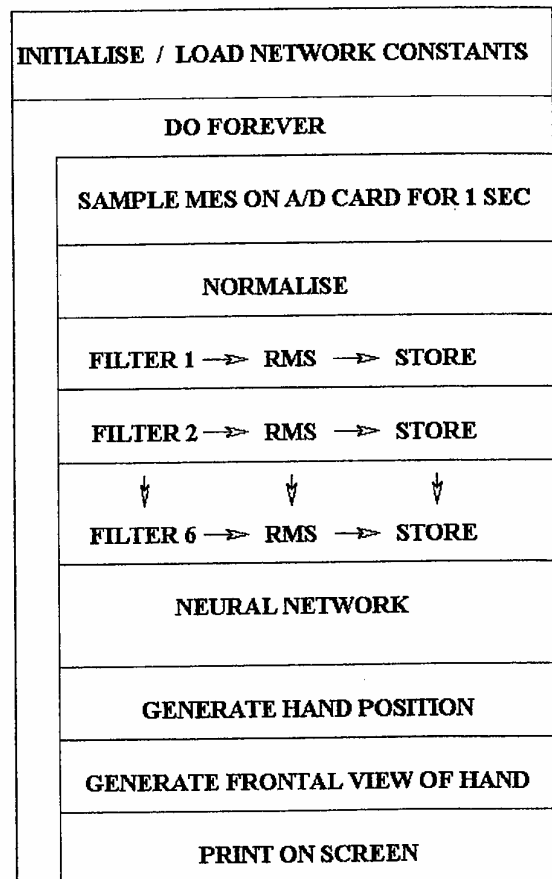 INITIALISE / LOAD NETWORK CONSTANTS
DO FOREVER
SAMPLE MES ON A/D CARD FOR 1 SEC
NORMALISE
FILTER 1 RMS STORE
FILTER 2 RMS STORE
FILTER 6 RMS STORE
NEURAL NETWORK
GENERATE HAND POSITION
GENERATE FRONTAL VIEW OF HAND
PRINT ON SCREEN